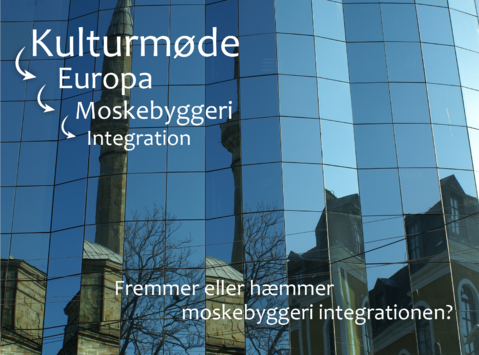 Kulturmøde
Europa
Moskebyggeri
Integration
Fremmer eller hæmmer
moskebyggeri integrationen?